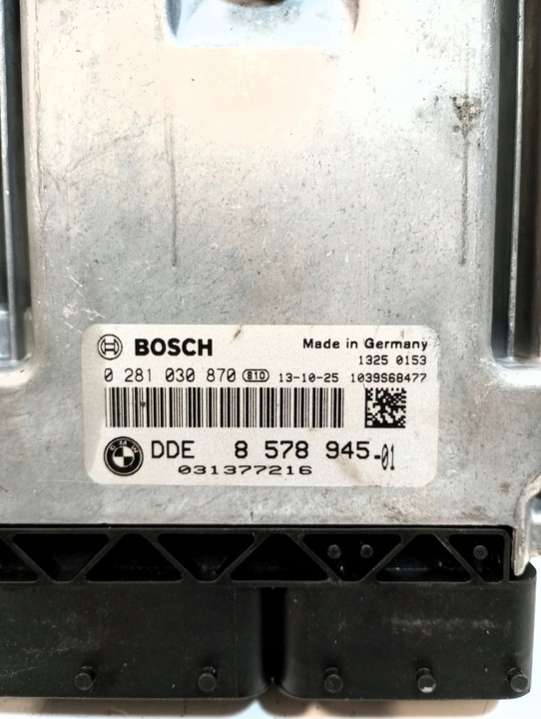 BOSCH Made in Germany
1325 0153
0 281 030 870 810 13-10-25 1039S68477
DDE 8 578 945-01
031377216